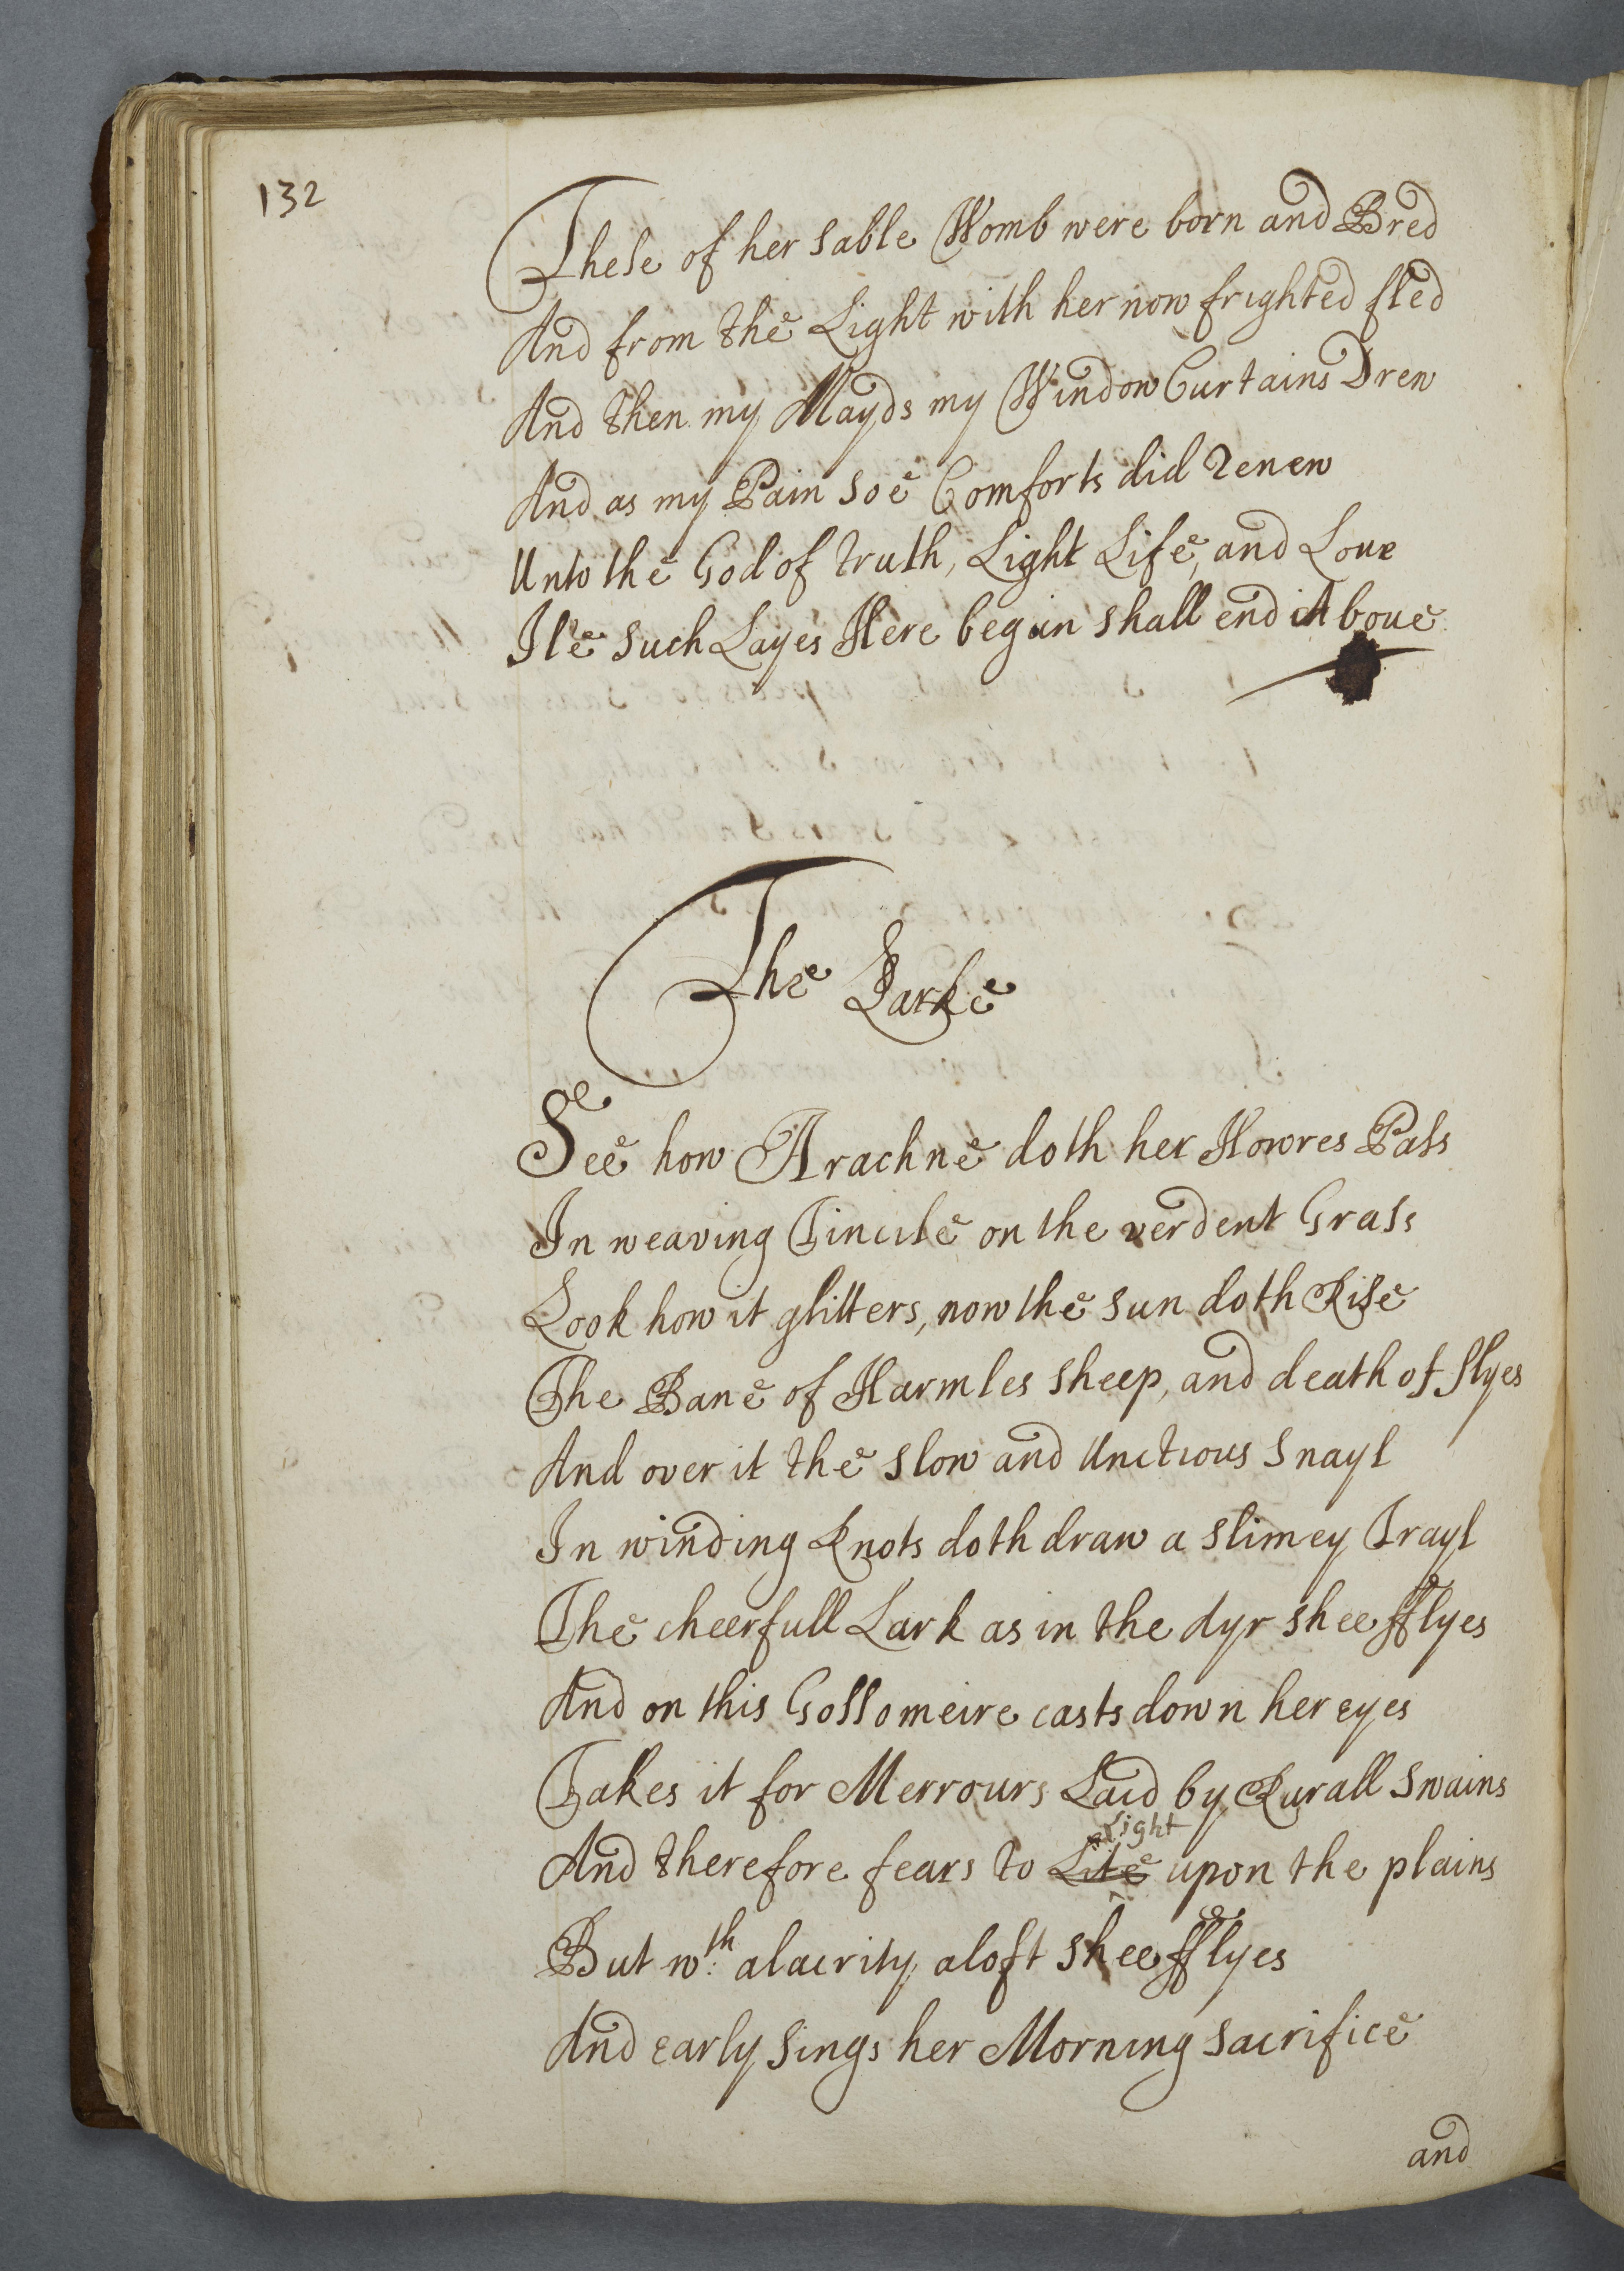 132
These of her sable Womb were born and Bred
And from the Light with her now frighted fled
And then my Mayds my Window Curtains Drew
And as my Pain soe Comforts did renew
Unto the God of truth, Light Life, and Loue
Ile such Layes Here begin shall end Aboue
The Larke
See how Arachne doth her Howres Pass
In weaving Tincile on the verdent Grass
Look how it glitters, now the sun doth Rise
The Bane of Harmles sheep, and death of flyes
And over it the slow and Unctious Snayl
In winding Knots doth draw a slimey Trayl
The cheerfull Lark as in the Ayr shee fflyes
And on this Gossomeire casts down her eyes
Takes it for Merrours Laid by Rurall Swains
Light
And therefore fears to Lite upon the plains
But wth: alacrity aloft shee fflyes
And early sings her Morning sacrifice
and